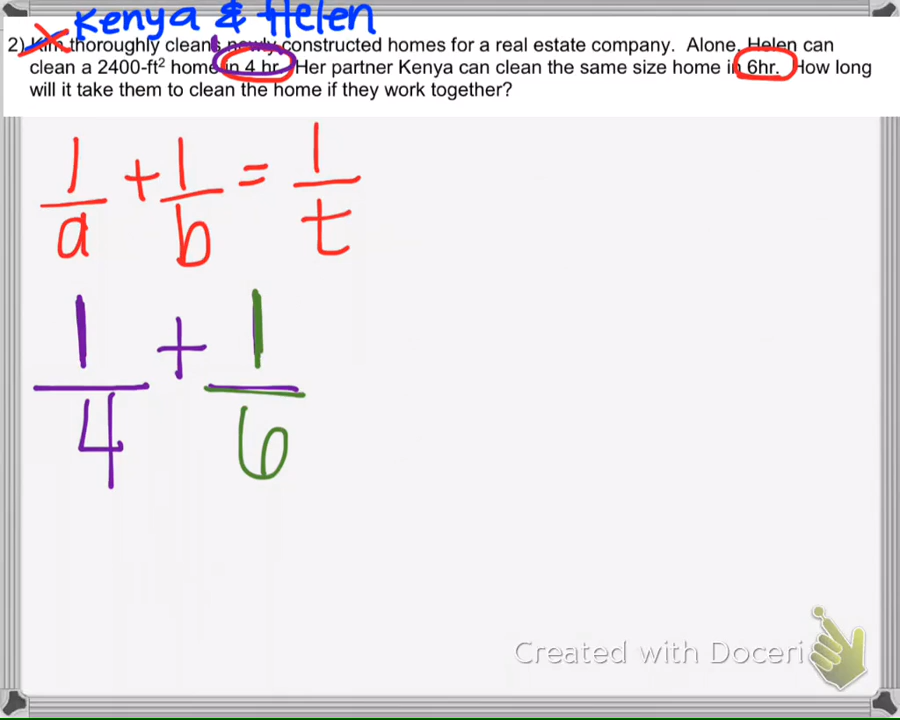 Kenya & Helen
2) Kim thoroughly cleans newly constructed homes for a real estate company. Alone, Helen can
clean a 2400-ft² home in 4 hr. Her partner Kenya can clean the same size home in 6hr. How long
will it take them to clean the home if they work together?
1/a + 1/b = 1/t
1/4 + 1/6
Created with Doceri